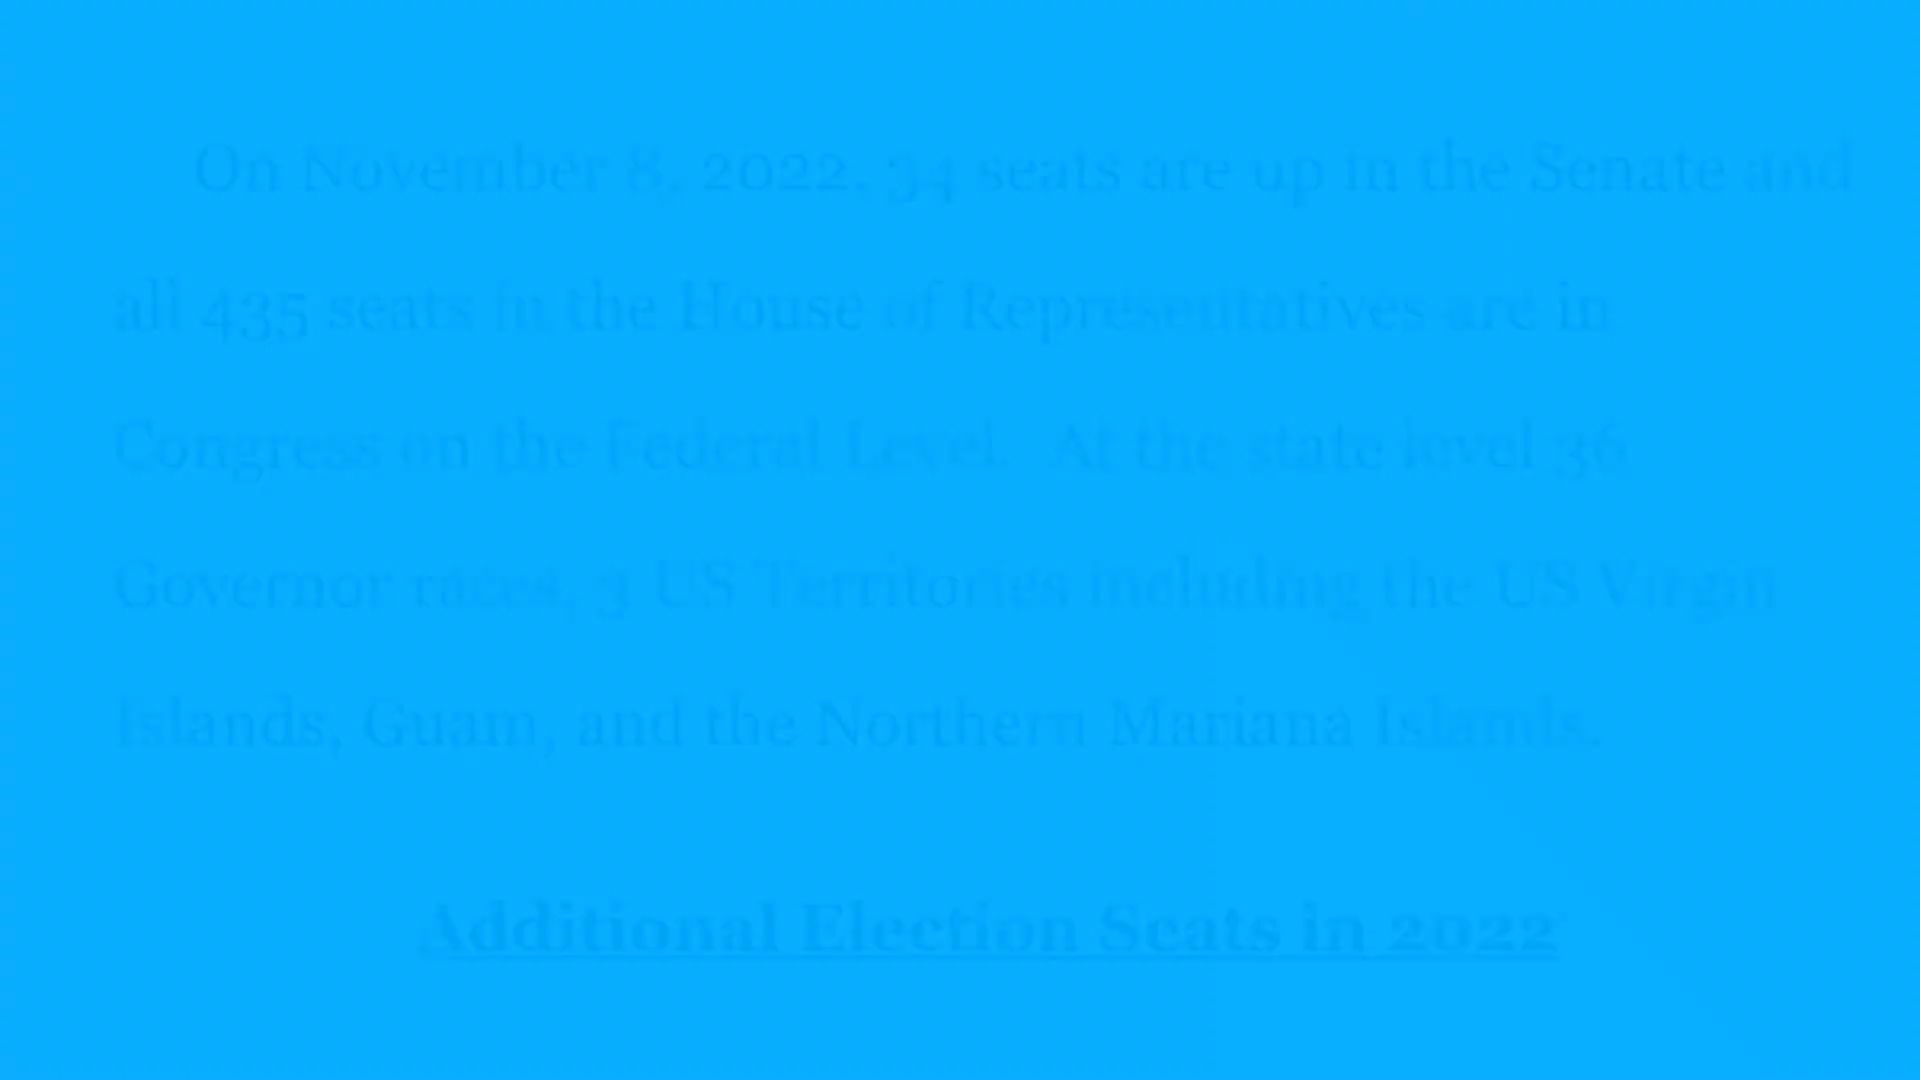 On November 8, 2022, 34 seats are up in the Senate and
all 435 seats in the House of Representatives are in
Congress on the Federal Level. At the state level 36
Governor races, 3 US Territories including the US Virgin
Islands, Guam, and the Northern Mariana Islands.
Additional Election Seats in 2022